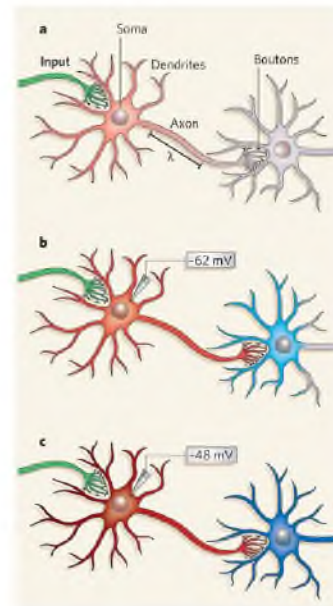 a
Soma
Input
Dendrites
Boutons
Axon
λ
b
-62 mV
c
-48 mV